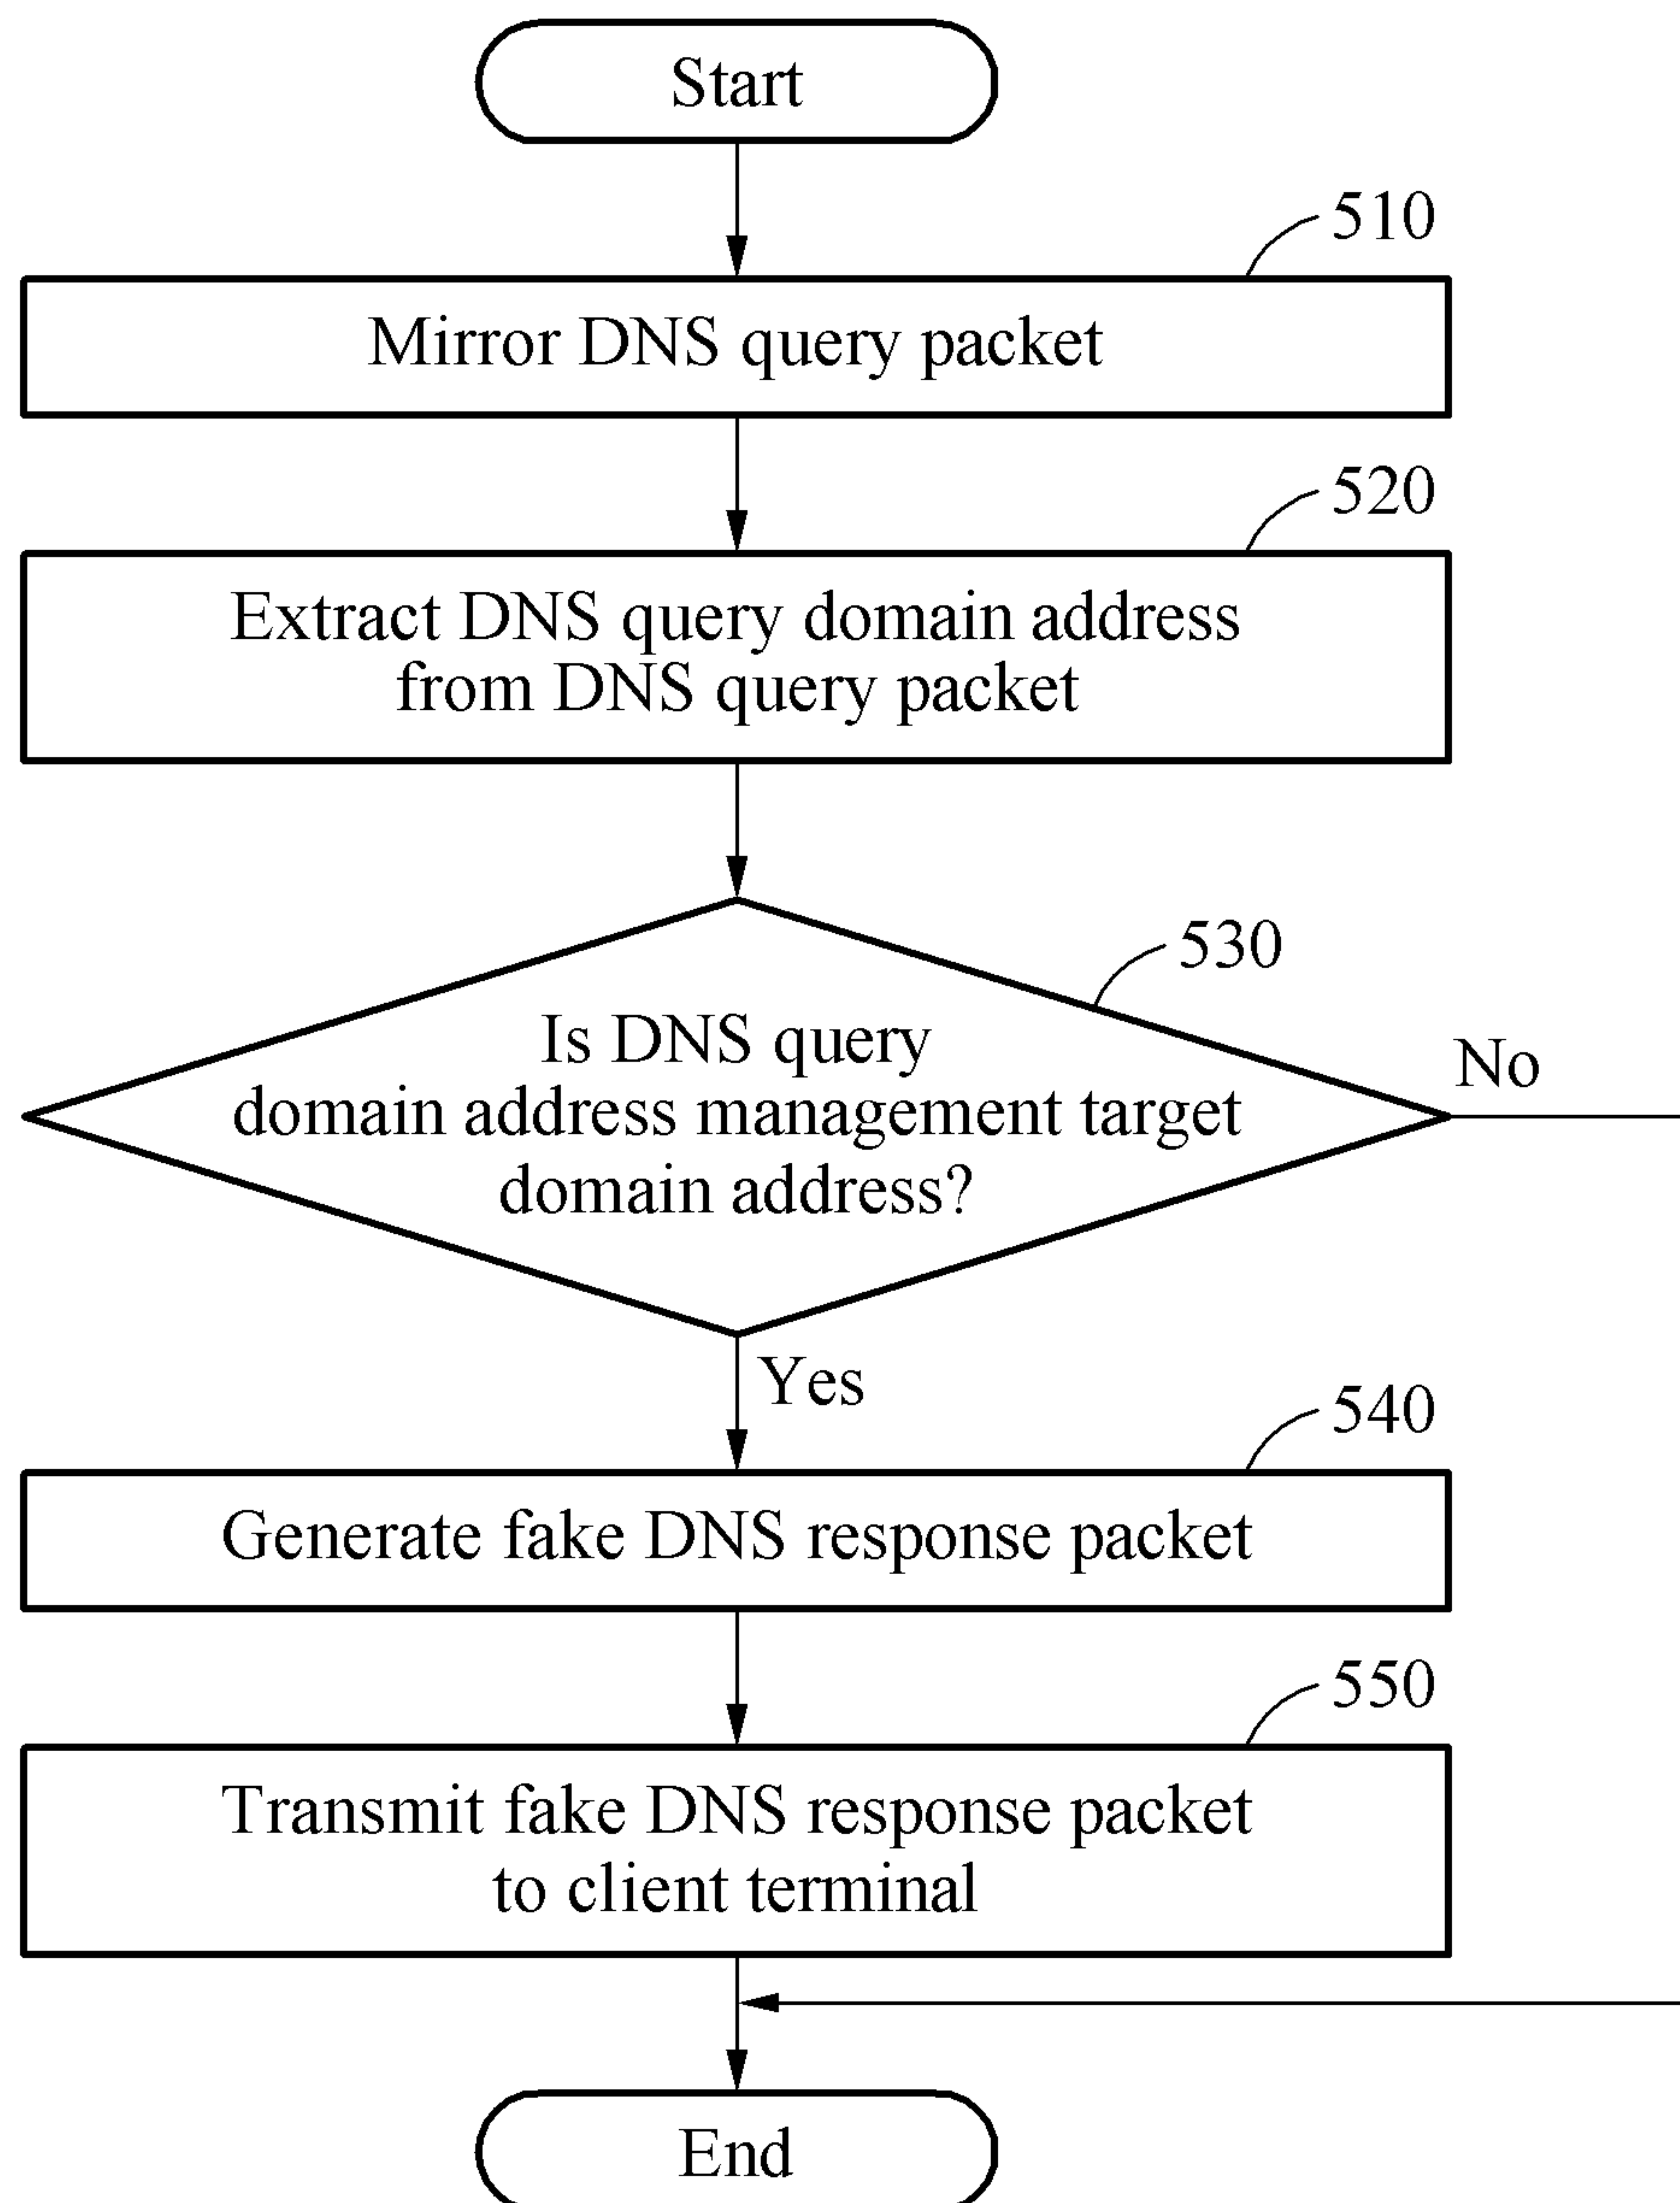 Start
510
Mirror DNS query packet
520
Extract DNS query domain address
from DNS query packet
530
Is DNS query
domain address management target
domain address?
No
Yes
540
Generate fake DNS response packet
550
Transmit fake DNS response packet
to client terminal
End